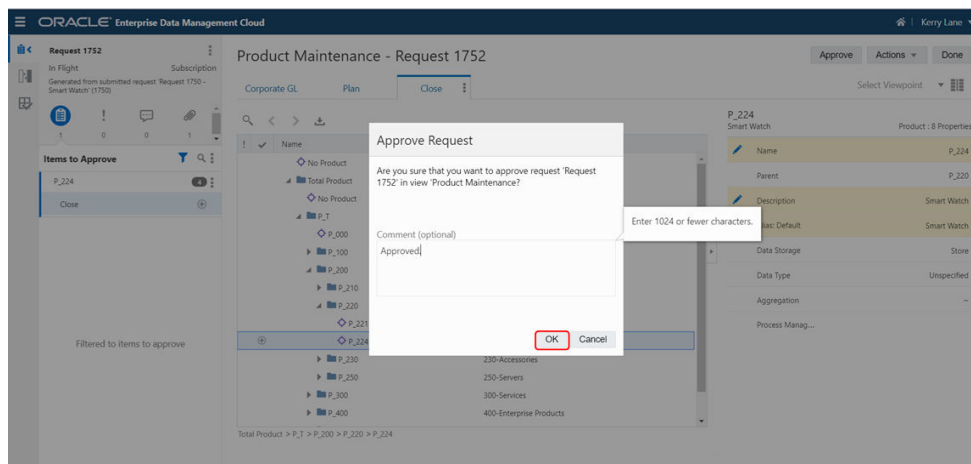 ORACLE Enterprise Data Management Cloud
Kerry Lane
Request 1752
In Flight Subscription
Generated from submitted request 'Request 1750 -
Smart Watch' (1750)
1 0 0 1
Items to Approve
P_224 4
Close
Filtered to items to approve
Product Maintenance - Request 1752
Approve Actions Done
Corporate GL Plan Close
Select Viewpoint
Name
No Product
Total Product
No Product
P_T
P_000
P_100
P_200
P_210
P_220
P_221
P_224
P_230 230-Accessories
P_250 250-Servers
P_300 300-Services
P_400 400-Enterprise Products
Total Product > P_T > P_200 > P_220 > P_224
Approve Request
Are you sure that you want to approve request 'Request
1752' in view 'Product Maintenance?
Comment (optional)
Approved.
OK Cancel
Enter 1024 or fewer characters.
P_224
Smart Watch Product : 8 Properties
Name P_224
Parent P_220
Description Smart Watch
Alias: Default Smart Watch
Data Storage Store
Data Type Unspecified
Aggregation ~
Process Manag...